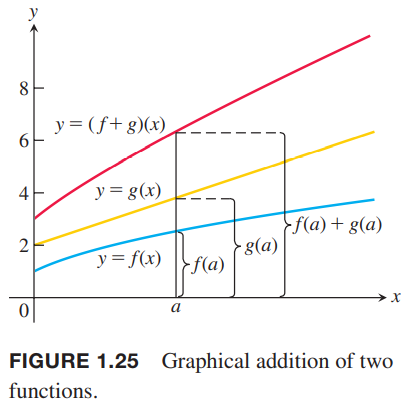 y
8
y = (f + g)(x)
6
4
y = g(x)
f(a) + g(a)
g(a)
2
y = f(x)
f(a)
x
0
a
FIGURE 1.25 Graphical addition of two
functions.